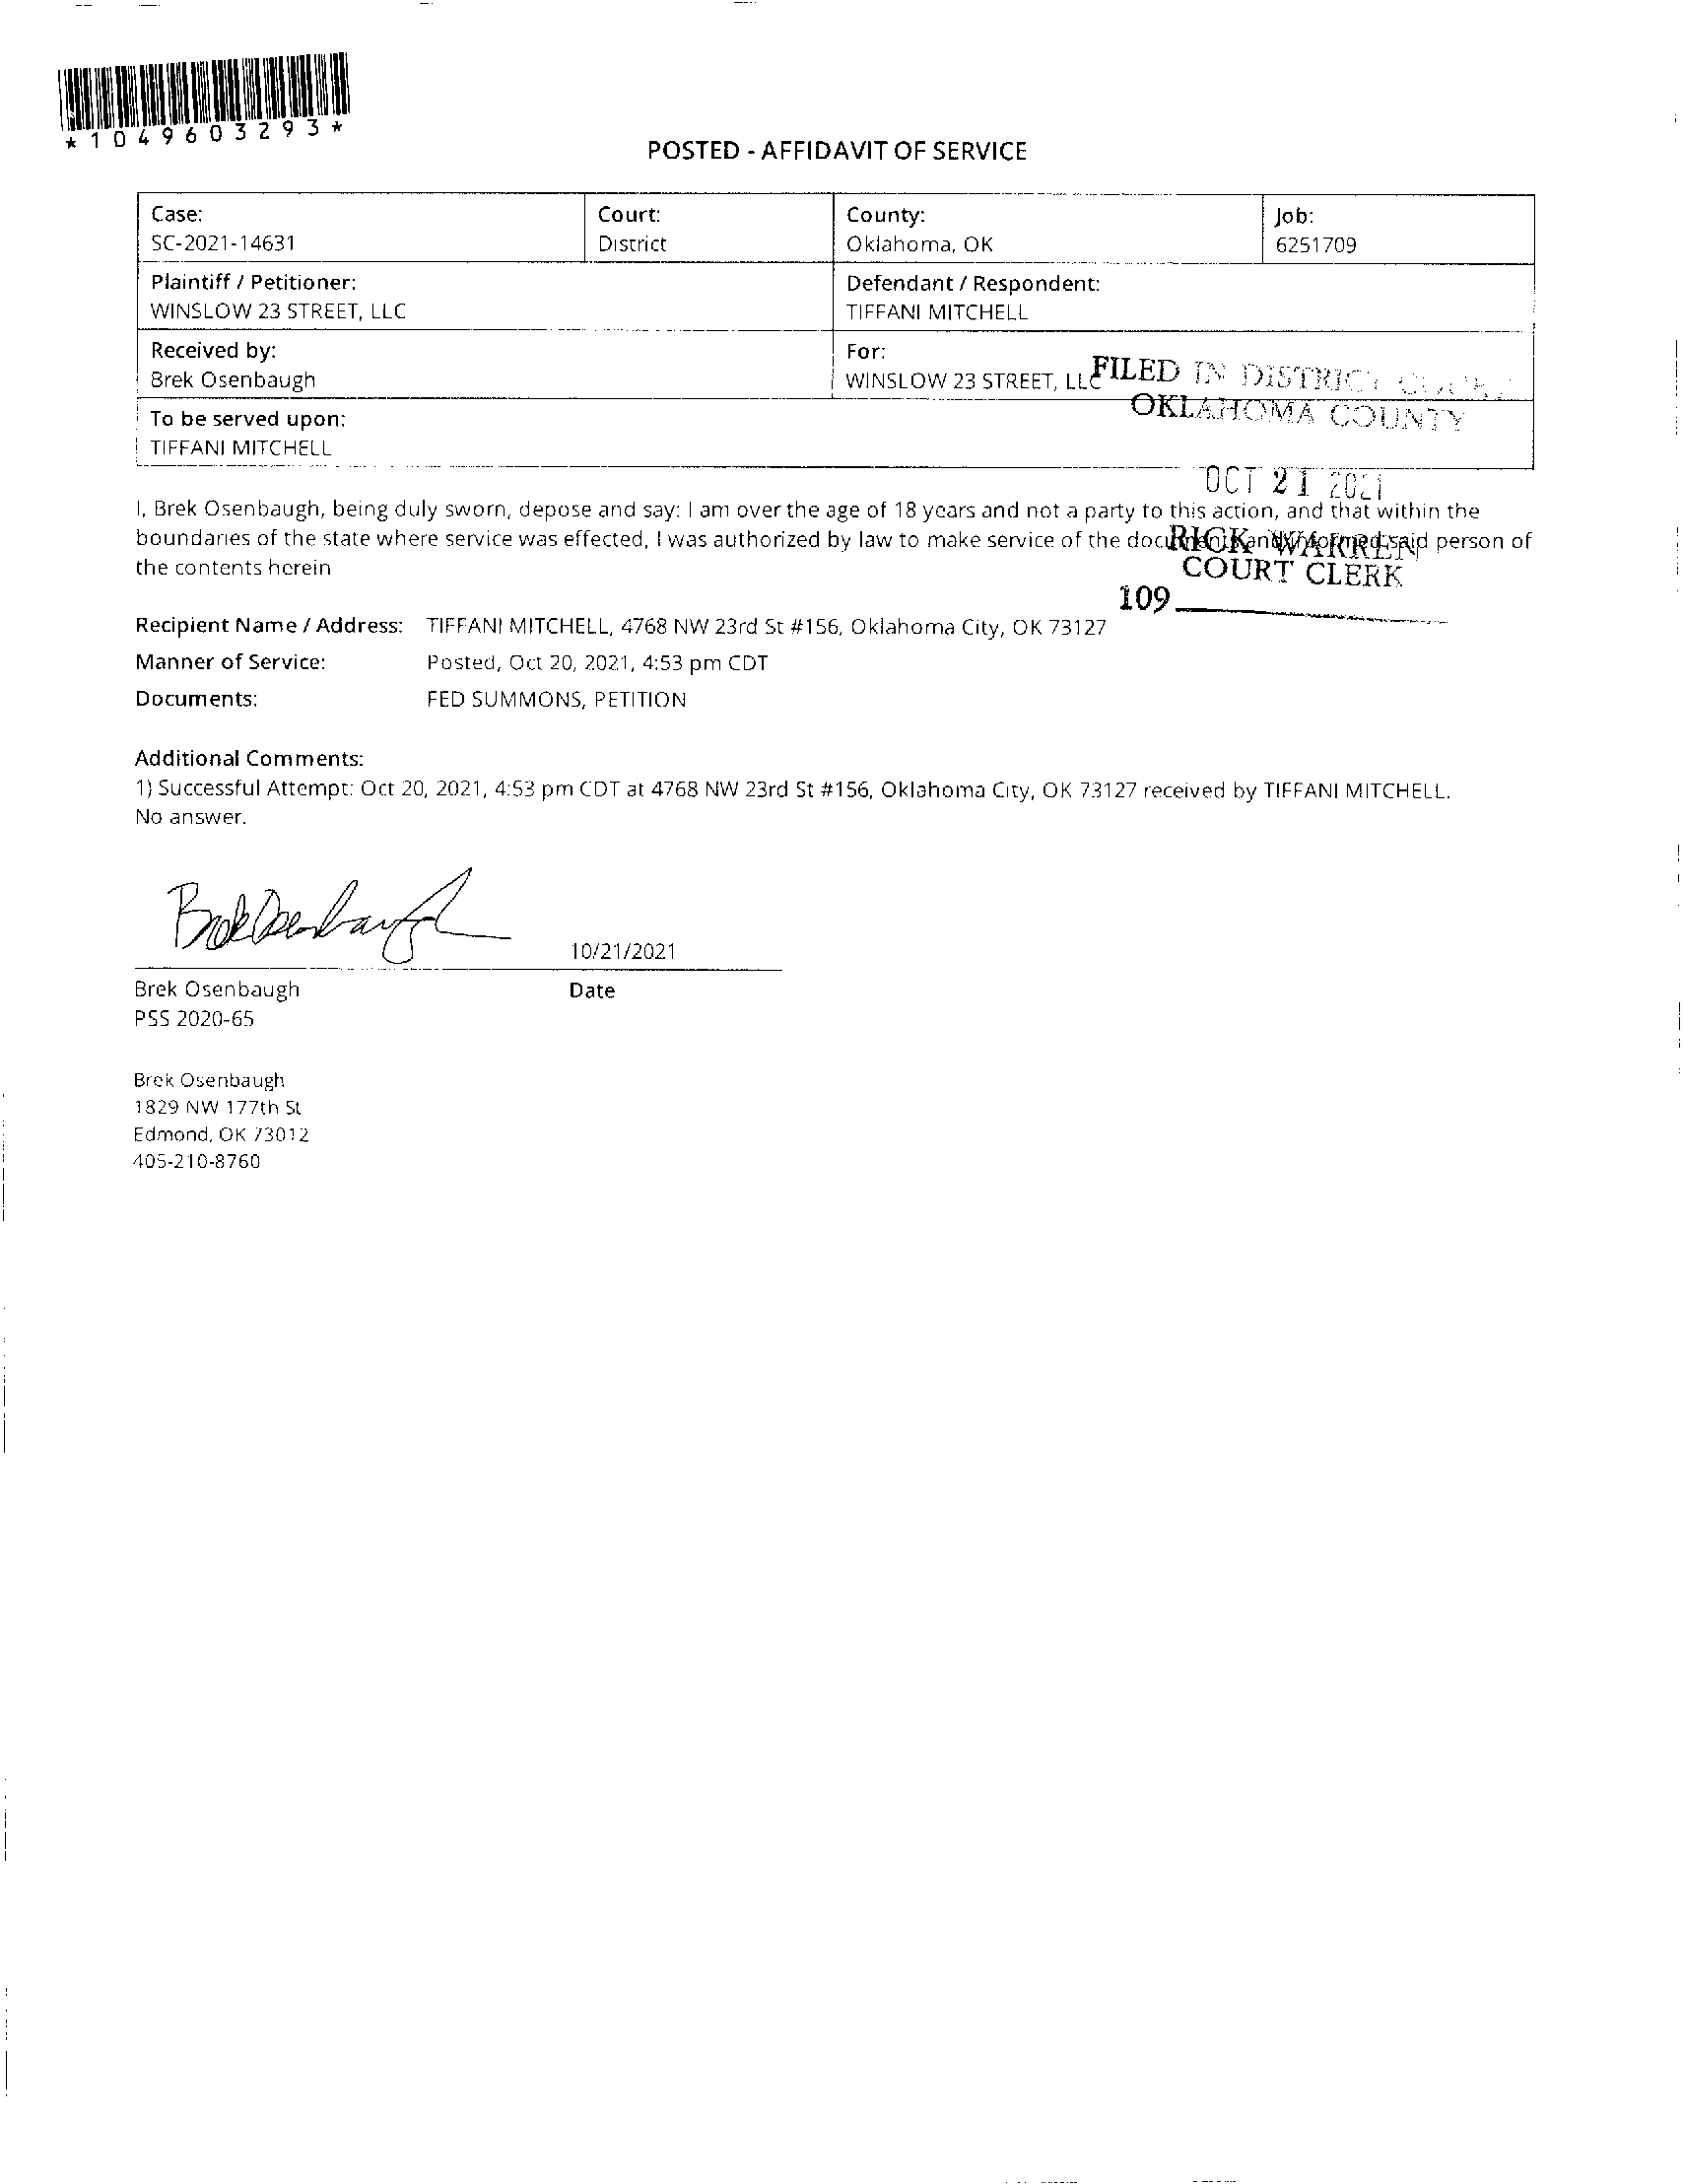 *1049603293*
POSTED - AFFIDAVIT OF SERVICE
Case:
SC-2021-14631
Court:
District
County:
Oklahoma, OK
Job:
6251709
Plaintiff / Petitioner:
WINSLOW 23 STREET, LLC
Defendant / Respondent:
TIFFANI MITCHELL
Received by:
Brek Osenbaugh
For:
WINSLOW 23 STREET, LLC
To be served upon:
TIFFANI MITCHELL
FILED IN DISTRICT COURT
OKLAHOMA COUNTY
OCT 21 2021
RICK WARREN
COURT CLERK
109
I, Brek Osenbaugh, being duly sworn, depose and say: I am over the age of 18 years and not a party to this action, and that within the
boundaries of the state where service was effected, I was authorized by law to make service of the documents and informed said person of
the contents herein
Recipient Name / Address: TIFFANI MITCHELL, 4768 NW 23rd St #156, Oklahoma City, OK 73127
Manner of Service: Posted, Oct 20, 2021, 4:53 pm CDT
Documents: FED SUMMONS, PETITION
Additional Comments:
1) Successful Attempt: Oct 20, 2021, 4:53 pm CDT at 4768 NW 23rd St #156, Oklahoma City, OK 73127 received by TIFFANI MITCHELL.
No answer.
Brek Osenbaugh
10/21/2021
Brek Osenbaugh
Date
PSS 2020-65
Brek Osenbaugh
1829 NW 177th St
Edmond, OK 73012
405-210-8760